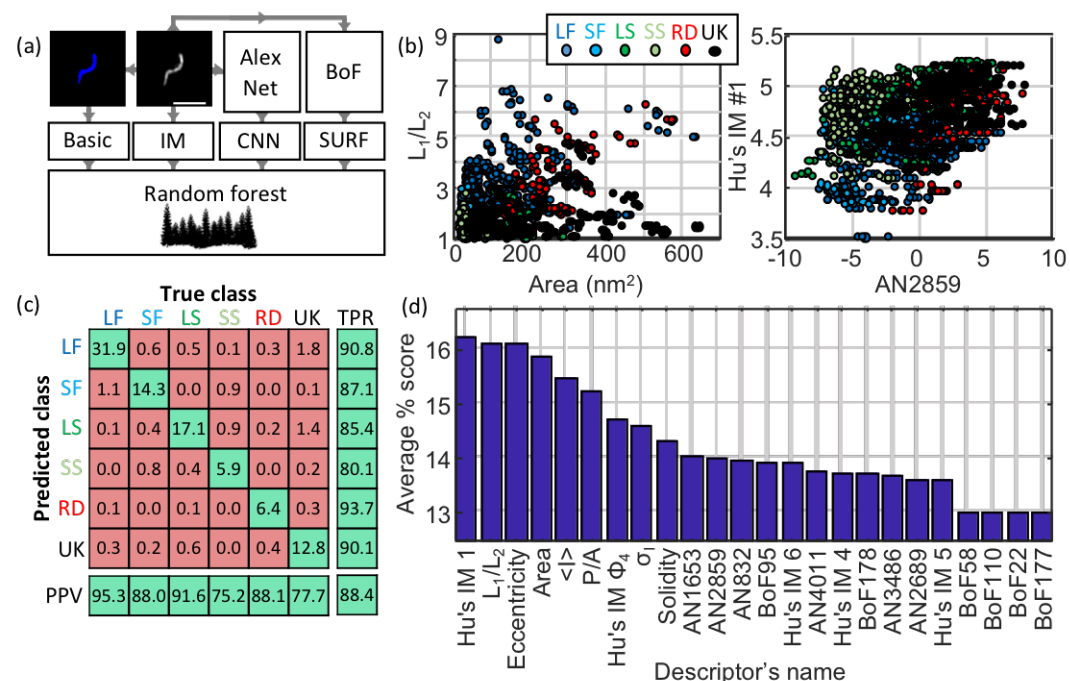 (a)
Alex
Net
BoF
Basic
IM
CNN
SURF
Random forest
(b)
LF SF LS SS RD UK
9
7
5
3
1
L1/L2
0 200 400 600
Area (nm²)
5.5
5
4.5
4
3.5
Hu's IM #1
-10 -5 0 5 10
AN2859
(c)
True class
LF SF LS SS RD UK TPR
Predicted class
LF 31.9 0.6 0.5 0.1 0.3 1.8 90.8
SF 1.1 14.3 0.0 0.9 0.0 0.1 87.1
LS 0.1 0.4 17.1 0.9 0.2 1.4 85.4
SS 0.0 0.8 0.4 5.9 0.0 0.2 80.1
RD 0.1 0.0 0.1 0.0 6.4 0.3 93.7
UK 0.3 0.2 0.6 0.0 0.4 12.8 90.1
PPV 95.3 88.0 91.6 75.2 88.1 77.7 88.4
(d)
Average % score
16
15
14
13
Hu's IM 1
L1/L2
Eccentricity
Area
<I>
P/A
Hu's IM Φ4
σI
Solidity
AN1653
AN2859
AN832
BoF95
Hu's IM 6
AN4011
Hu's IM 4
BoF178
AN3486
AN2689
Hu's IM 5
BoF58
BoF110
BoF22
BoF177
Descriptor's name